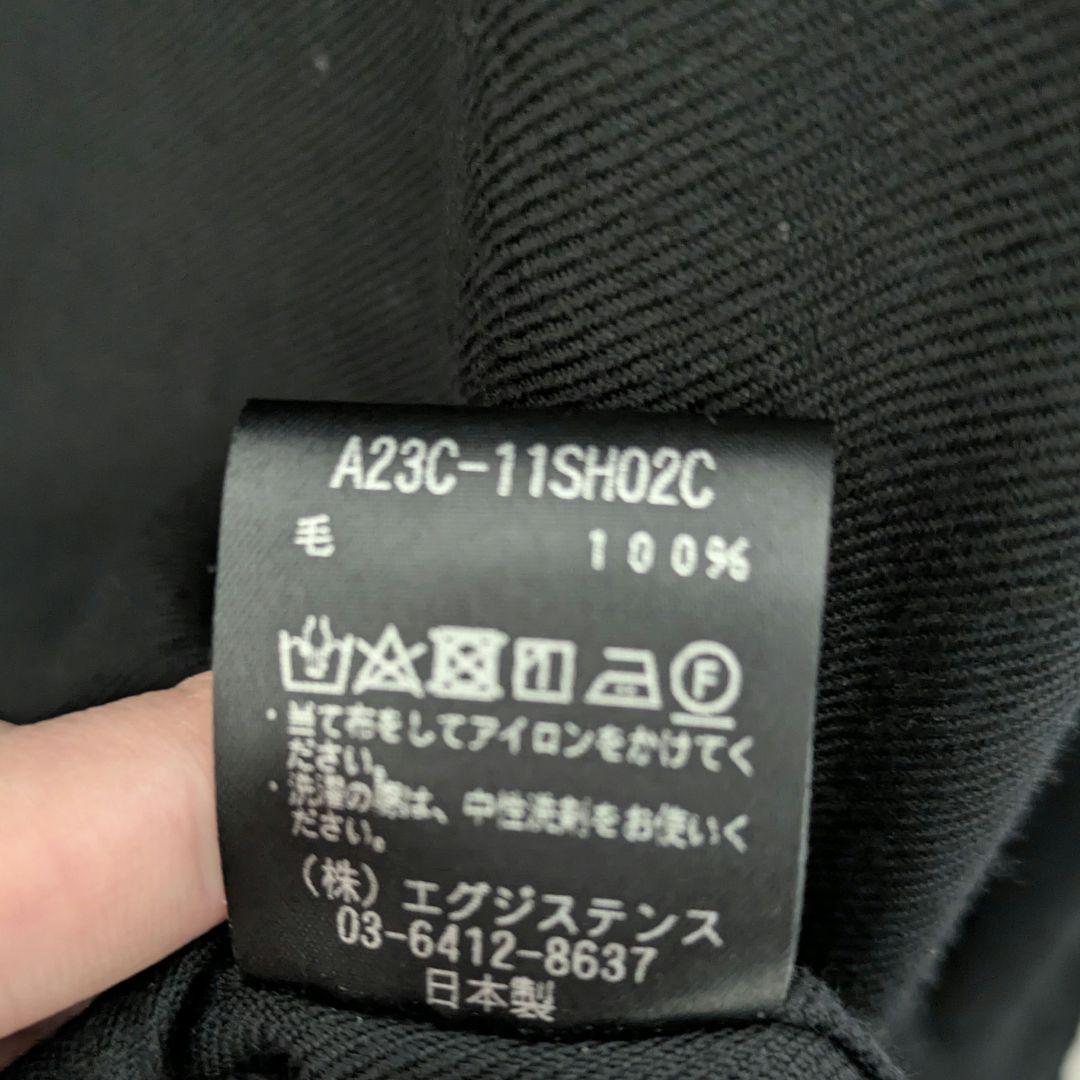 A23C-11SH02C
毛 100%
F
・当て布をしてアイロンをかけてく
ださい。
・洗濯の際は、中性洗剤をお使いく
ださい。
(株) エグジステンス
03-6412-8637
日本製